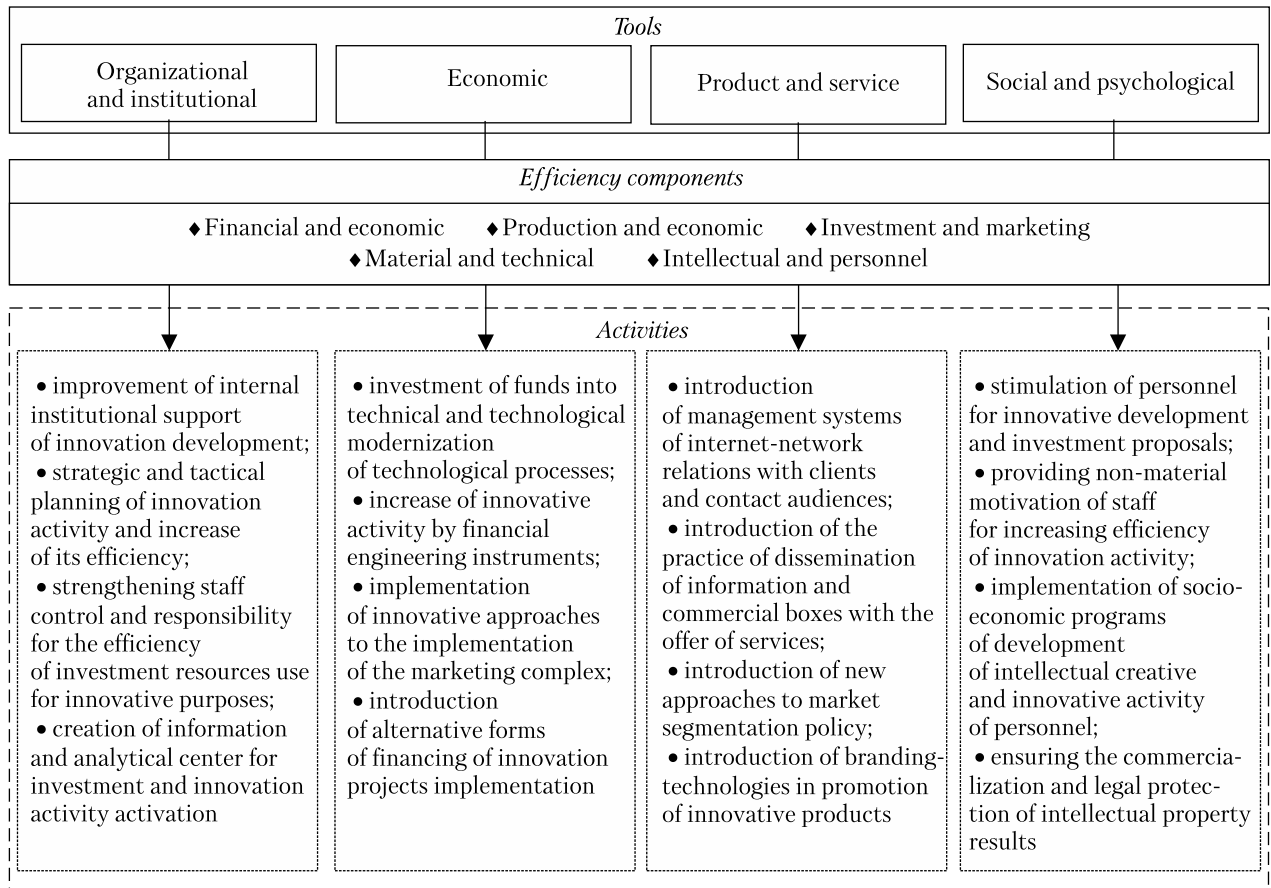 Tools
Organizational
and institutional
Economic
Product and service
Social and psychological
Efficiency components
♦ Financial and economic ♦ Production and economic ♦ Investment and marketing
♦ Material and technical ♦ Intellectual and personnel
Activities
• improvement of internal
institutional support
of innovation development;
• strategic and tactical
planning of innovation
activity and increase
of its efficiency;
• strengthening staff
control and responsibility
for the efficiency
of investment resources use
for innovative purposes;
• creation of information
and analytical center for
investment and innovation
activity activation
• investment of funds into
technical and technological
modernization
of technological processes;
• increase of innovative
activity by financial
engineering instruments;
• implementation
of innovative approaches
to the implementation
of the marketing complex;
• introduction
of alternative forms
of financing of innovation
projects implementation
• introduction
of management systems
of internet-network
relations with clients
and contact audiences;
• introduction of the
practice of dissemination
of information and
commercial boxes with the
offer of services;
• introduction of new
approaches to market
segmentation policy;
• introduction of branding-
technologies in promotion
of innovative products
• stimulation of personnel
for innovative development
and investment proposals;
• providing non-material
motivation of staff
for increasing efficiency
of innovation activity;
• implementation of socio-
economic programs
of development
of intellectual creative
and innovative activity
of personnel;
• ensuring the commercia-
lization and legal protec-
tion of intellectual property
results